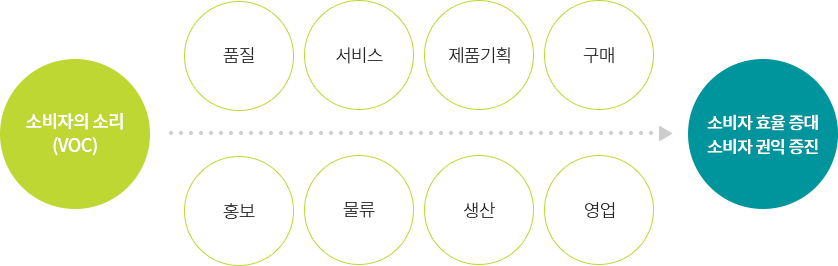 품질
서비스
제품기획
구매
소비자의 소리
(VOC)
소비자 효율 증대
소비자 권익 증진
홍보
물류
생산
영업